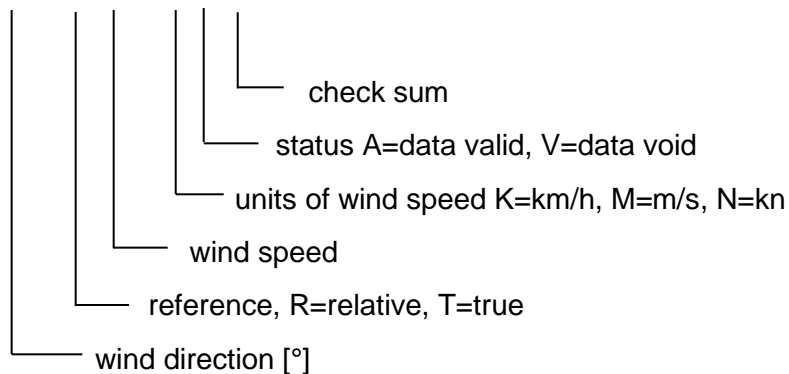 check sum
status A=data valid, V=data void
units of wind speed K=km/h, M=m/s, N=kn
wind speed
reference, R=relative, T=true
wind direction [°]